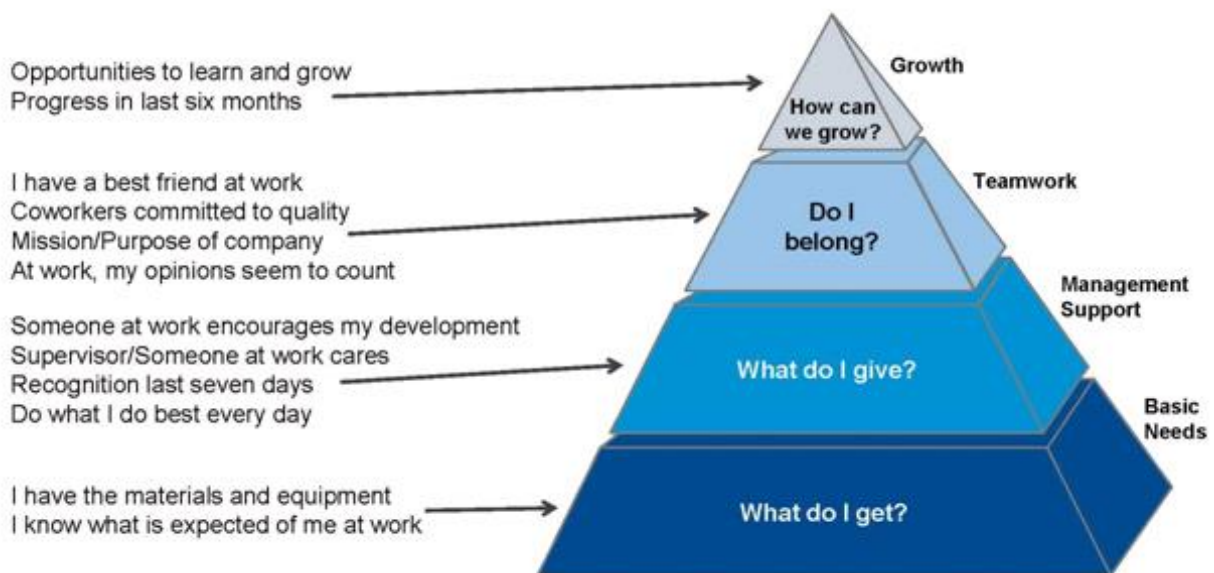 Opportunities to learn and grow
Progress in last six months
How can
we grow?
Growth
I have a best friend at work
Coworkers committed to quality
Mission/Purpose of company
At work, my opinions seem to count
Do I
belong?
Teamwork
Someone at work encourages my development
Supervisor/Someone at work cares
Recognition last seven days
Do what I do best every day
What do I give?
Management
Support
I have the materials and equipment
I know what is expected of me at work
What do I get?
Basic
Needs